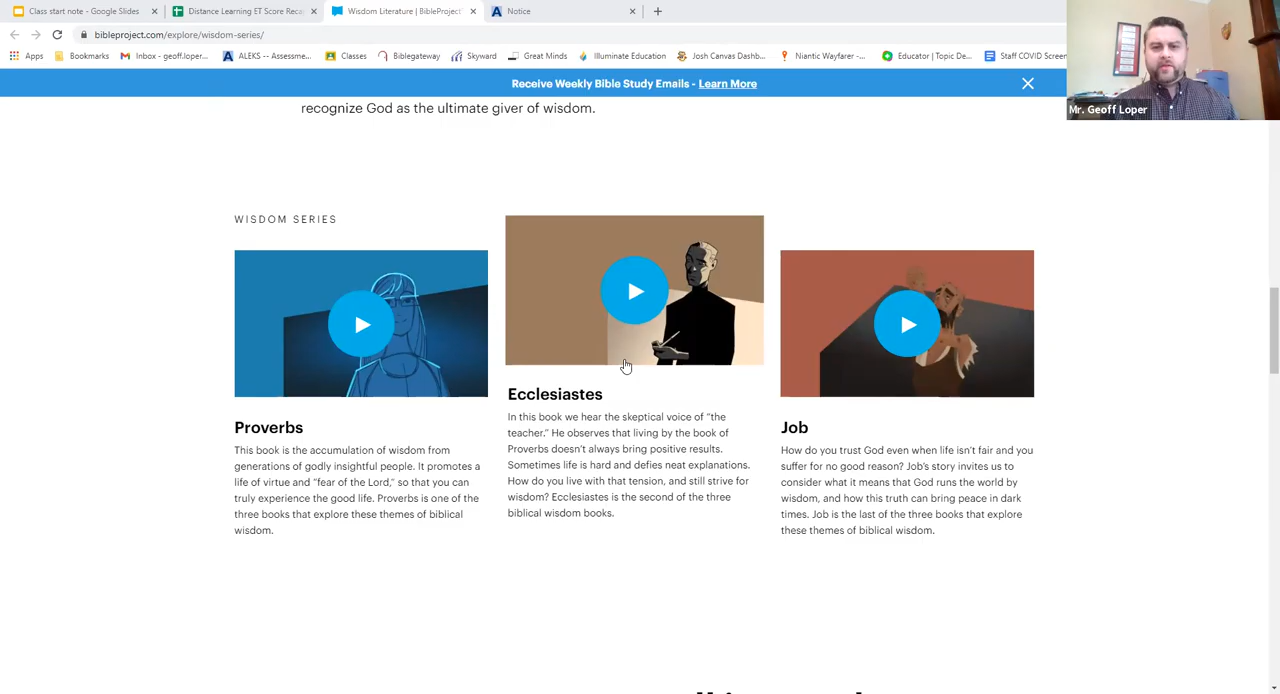 Class start note - Google Slides
Distance Learning ET Score Reca
Wisdom Literature | BibleProject
Notice
bibleproject.com/explore/wisdom-series/
Apps
Bookmarks
Inbox - geoff.loper...
ALEKS -- Assessme...
Classes
Biblegateway
Skyward
Great Minds
Illuminate Education
Josh Canvas Dashb...
Niantic Wayfarer -...
Educator | Topic De...
Staff COVID Screen
Mr. Geoff Loper
Receive Weekly Bible Study Emails - Learn More
recognize God as the ultimate giver of wisdom.
WISDOM SERIES
Proverbs
This book is the accumulation of wisdom from
generations of godly insightful people. It promotes a
life of virtue and “fear of the Lord,” so that you can
truly experience the good life. Proverbs is one of the
three books that explore these themes of biblical
wisdom.
Ecclesiastes
In this book we hear the skeptical voice of “the
teacher.” He observes that living by the book of
Proverbs doesn’t always bring positive results.
Sometimes life is hard and defies neat explanations.
How do you live with that tension, and still strive for
wisdom? Ecclesiastes is the second of the three
biblical wisdom books.
Job
How do you trust God even when life isn’t fair and you
suffer for no good reason? Job’s story invites us to
consider what it means that God runs the world by
wisdom, and how this truth can bring peace in dark
times. Job is the last of the three books that explore
these themes of biblical wisdom.